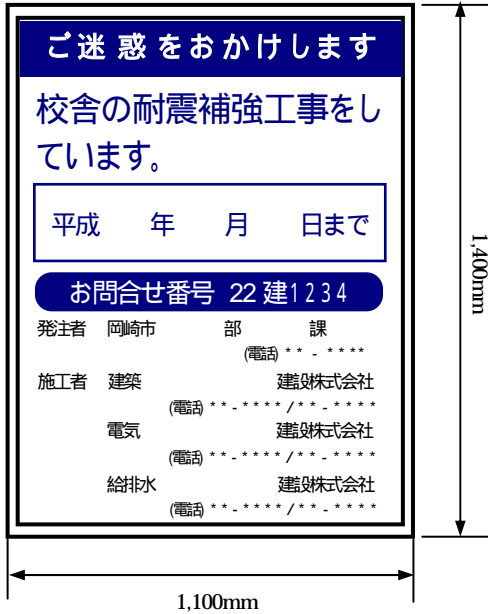 ご迷惑をおかけします
校舎の耐震補強工事をし
ています。
平成　　年　　月　　日まで
お問合せ番号 22 建1234
発注者　岡崎市　　　　部　　　課
(電話) ** - ****
施工者　建築　　　　　　建設株式会社
(電話) **-****/**-****
電気　　　　　　建設株式会社
(電話) **-****/**-****
給排水　　　　　　建設株式会社
(電話) **-****/**-****
1,400mm
1,100mm